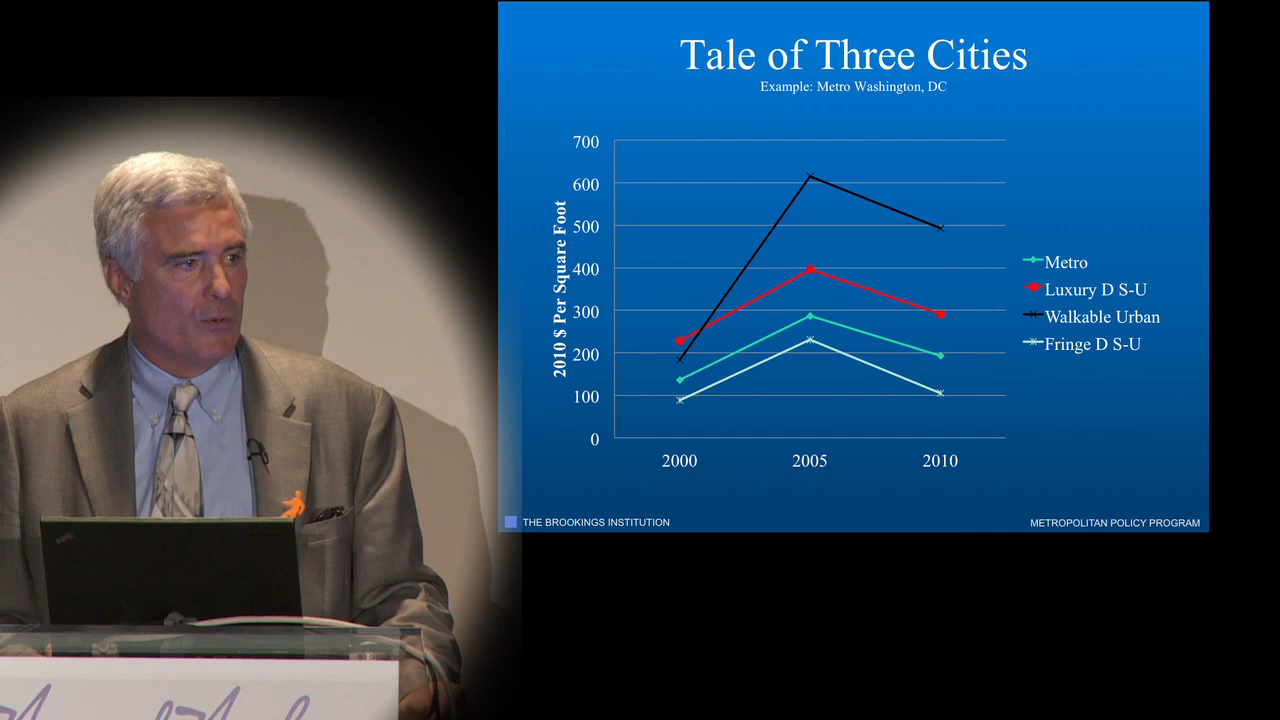 Tale of Three Cities
Example: Metro Washington, DC
2010 $ Per Square Foot
700
600
500
400
300
200
100
0
2000 2005 2010
Metro
Luxury D S-U
Walkable Urban
Fringe D S-U
THE BROOKINGS INSTITUTION
METROPOLITAN POLICY PROGRAM